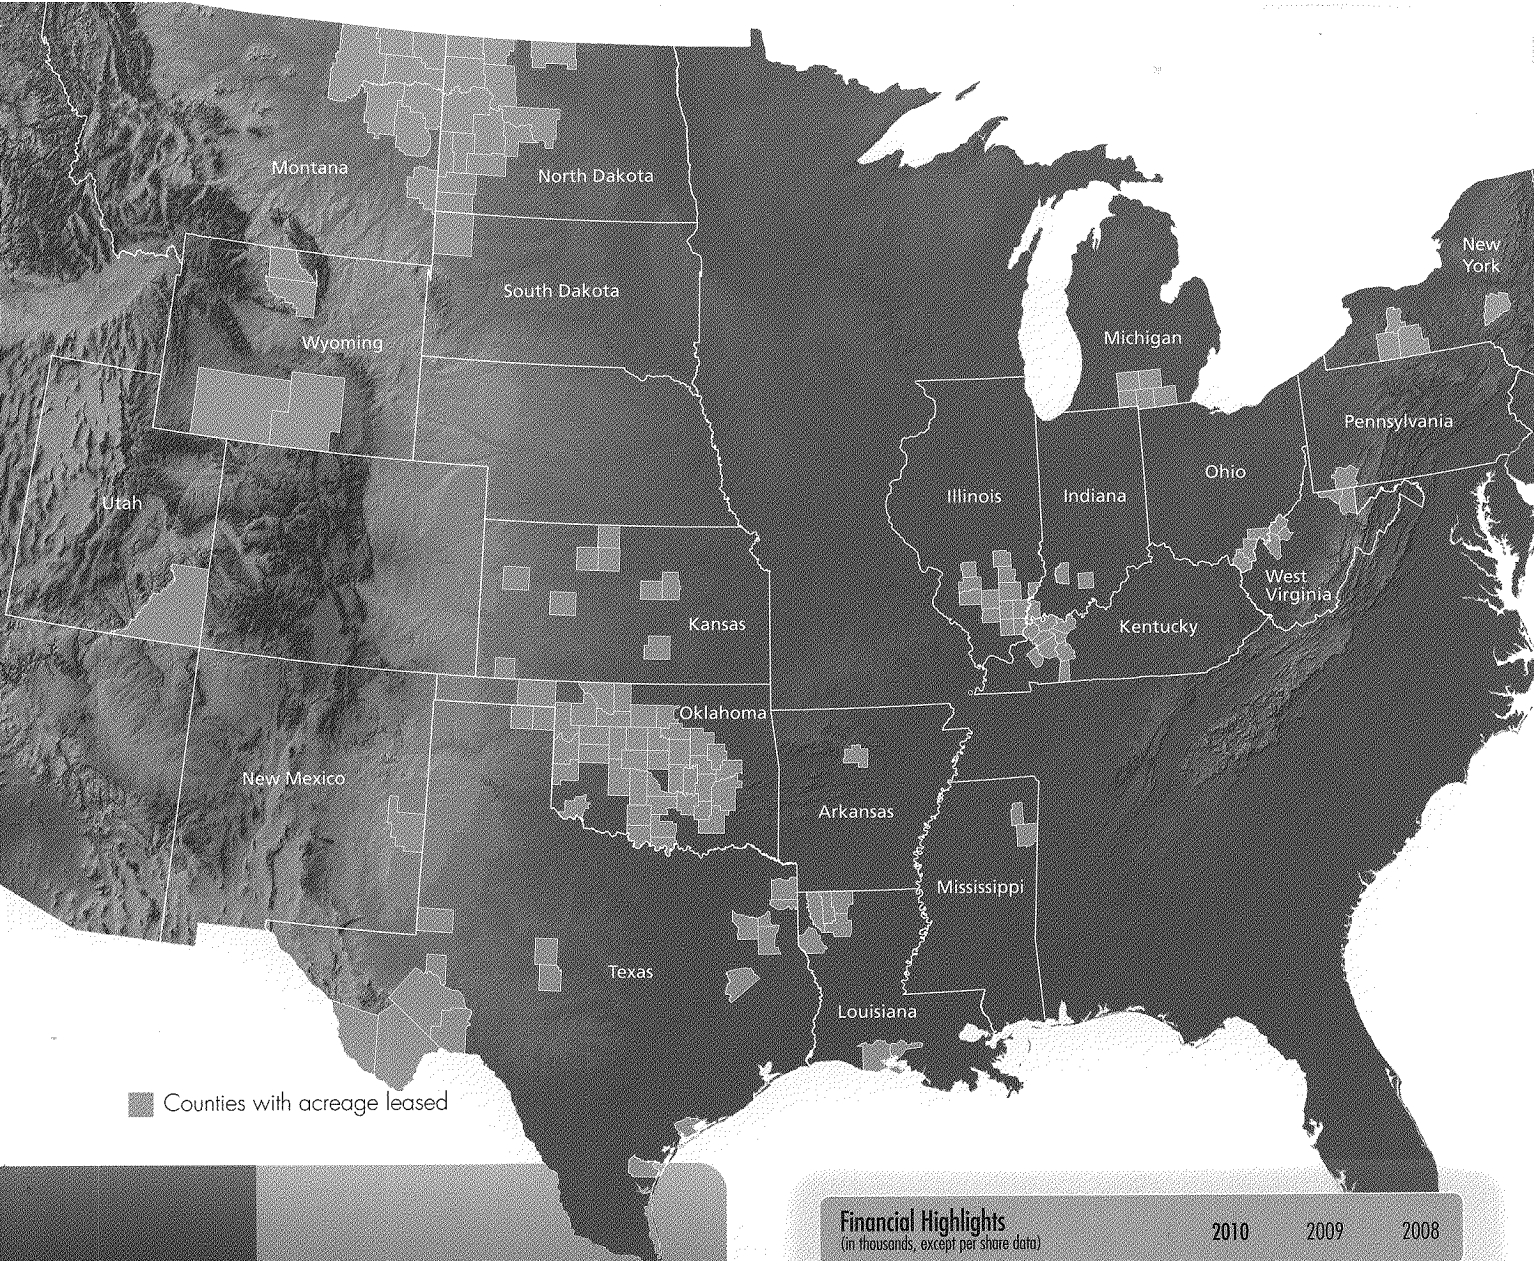 Montana
North Dakota
New
York
South Dakota
Wyoming
Michigan
Pennsylvania
Ohio
Illinois
Indiana
Utah
West
Virginia
Kansas
Kentucky
Oklahoma
New Mexico
Arkansas
Mississippi
Texas
Louisiana
Counties with acreage leased
Financial Highlights
(in thousands, except per share data)
2010 2009 2008